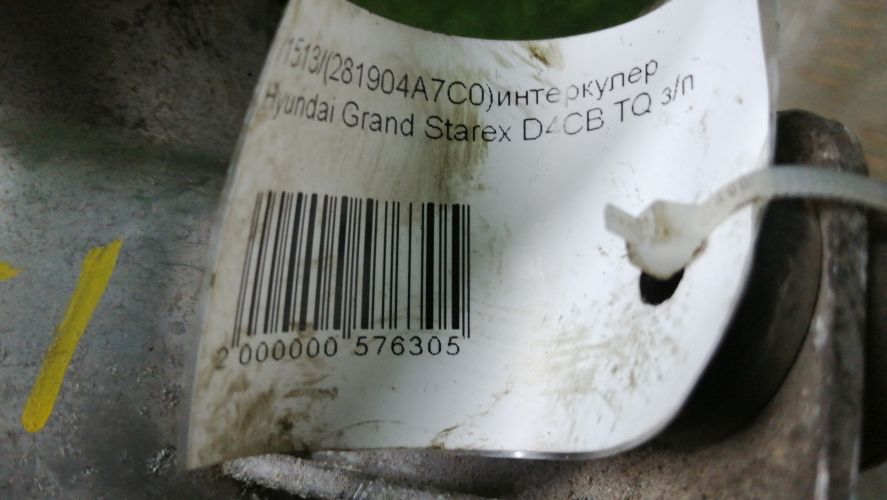 /1513/(281904A7C0)интеркулер
Hyundai Grand Starex D4CB TQ з/п
2 000000 576305